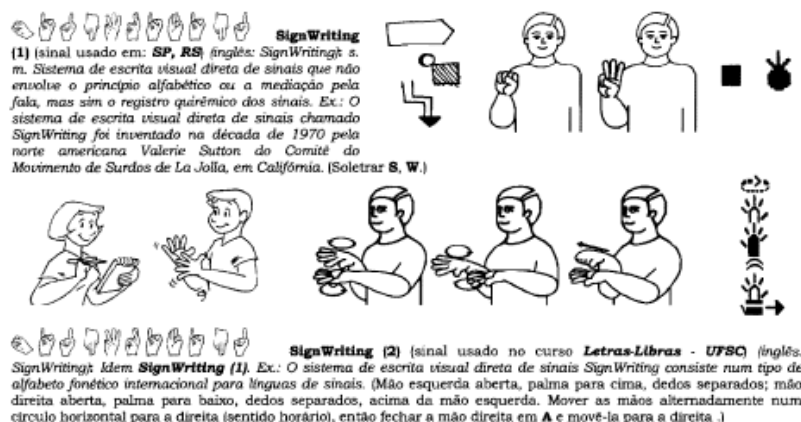 SignWriting
(1) (sinal usado em: SP, RS) (inglês: SignWriting): s.
m. Sistema de escrita visual direta de sinais que não
envolve o princípio alfabético ou a mediação pela
fala, mas sim o registro quirêmico dos sinais. Ex.: O
sistema de escrita visual direta de sinais chamado
SignWriting foi inventado na década de 1970 pela
norte americana Valerie Sutton do Comitê do
Movimento de Surdos de La Jolla, em Califórnia. (Soletrar S, W.)
SignWriting (2) (sinal usado no curso Letras-Libras - UFSC) (inglês:
SignWriting): Idem SignWriting (1). Ex.: O sistema de escrita visual direta de sinais SignWriting consiste num tipo de
alfabeto fonético internacional para línguas de sinais. (Mão esquerda aberta, palma para cima, dedos separados; mão
direita aberta, palma para baixo, dedos separados, acima da mão esquerda. Mover as mãos alternadamente num
círculo horizontal para a direita (sentido horário), então fechar a mão direita em A e movê-la para a direita .)